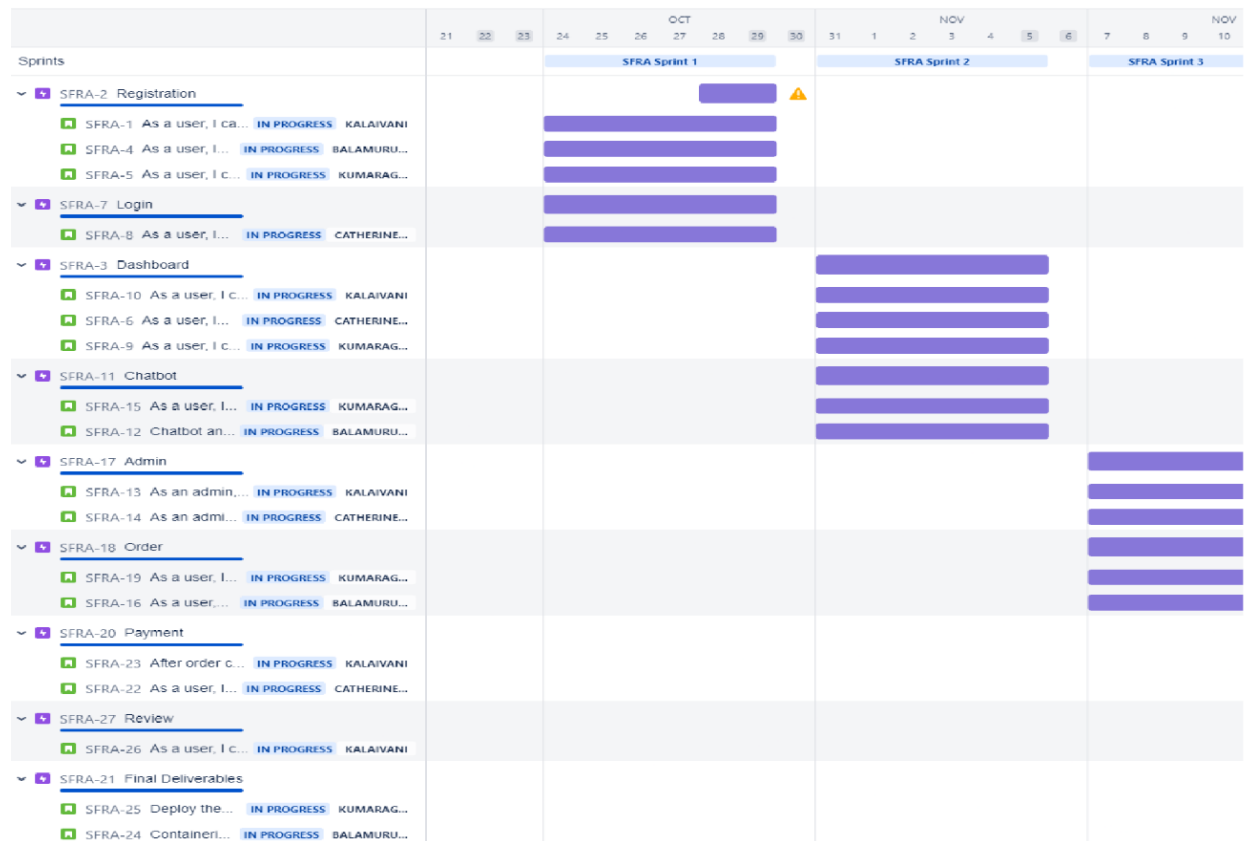 OCT NOV NOV
21 22 23 24 25 26 27 28 29 30 31 1 2 3 4 5 6 7 8 9 10
Sprints SFRA Sprint 1 SFRA Sprint 2 SFRA Sprint 3
SFRA-2 Registration
SFRA-1 As a user, I ca... IN PROGRESS KALAIVANI
SFRA-4 As a user, I... IN PROGRESS BALAMURU...
SFRA-5 As a user, I c... IN PROGRESS KUMARAG...
SFRA-7 Login
SFRA-8 As a user, I... IN PROGRESS CATHERINE...
SFRA-3 Dashboard
SFRA-10 As a user, I c... IN PROGRESS KALAIVANI
SFRA-6 As a user, I... IN PROGRESS CATHERINE...
SFRA-9 As a user, I c... IN PROGRESS KUMARAG...
SFRA-11 Chatbot
SFRA-15 As a user, I... IN PROGRESS KUMARAG...
SFRA-12 Chatbot an... IN PROGRESS BALAMURU...
SFRA-17 Admin
SFRA-13 As an admin,... IN PROGRESS KALAIVANI
SFRA-14 As an admi... IN PROGRESS CATHERINE...
SFRA-18 Order
SFRA-19 As a user, I... IN PROGRESS KUMARAG...
SFRA-16 As a user,... IN PROGRESS BALAMURU...
SFRA-20 Payment
SFRA-23 After order c... IN PROGRESS KALAIVANI
SFRA-22 As a user, I... IN PROGRESS CATHERINE...
SFRA-27 Review
SFRA-26 As a user, I c... IN PROGRESS KALAIVANI
SFRA-21 Final Deliverables
SFRA-25 Deploy the... IN PROGRESS KUMARAG...
SFRA-24 Containeri... IN PROGRESS BALAMURU...